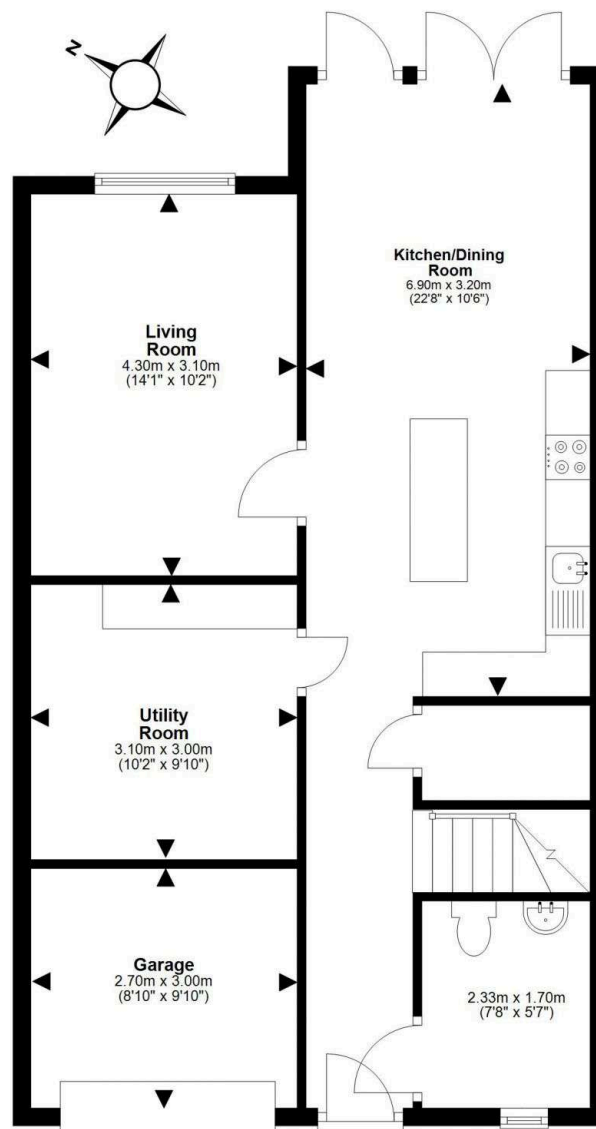 N
Kitchen/Dining
Room
6.90m x 3.20m
(22'8" x 10'6")
Living
Room
4.30m x 3.10m
(14'1" x 10'2")
Utility
Room
3.10m x 3.00m
(10'2" x 9'10")
Garage
2.70m x 3.00m
(8'10" x 9'10")
2.33m x 1.70m
(7'8" x 5'7")